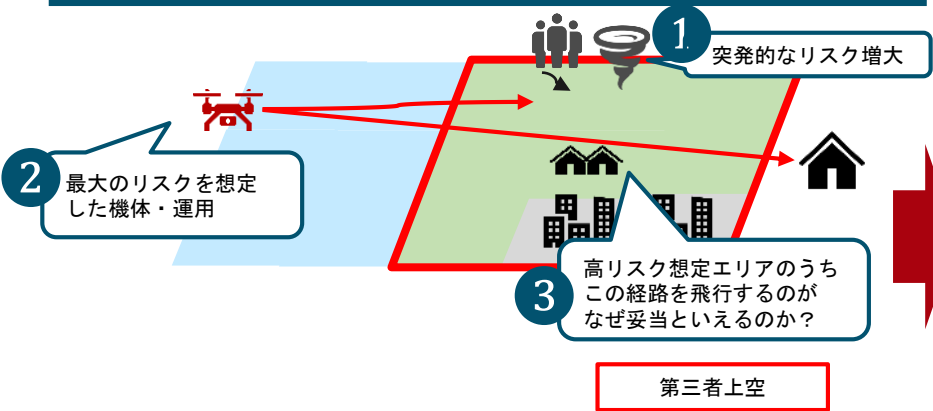 1
突発的なリスク増大
2
最大のリスクを想定
した機体・運用
3
高リスク想定エリアのうち
この経路を飛行するのが
なぜ妥当といえるのか？
第三者上空